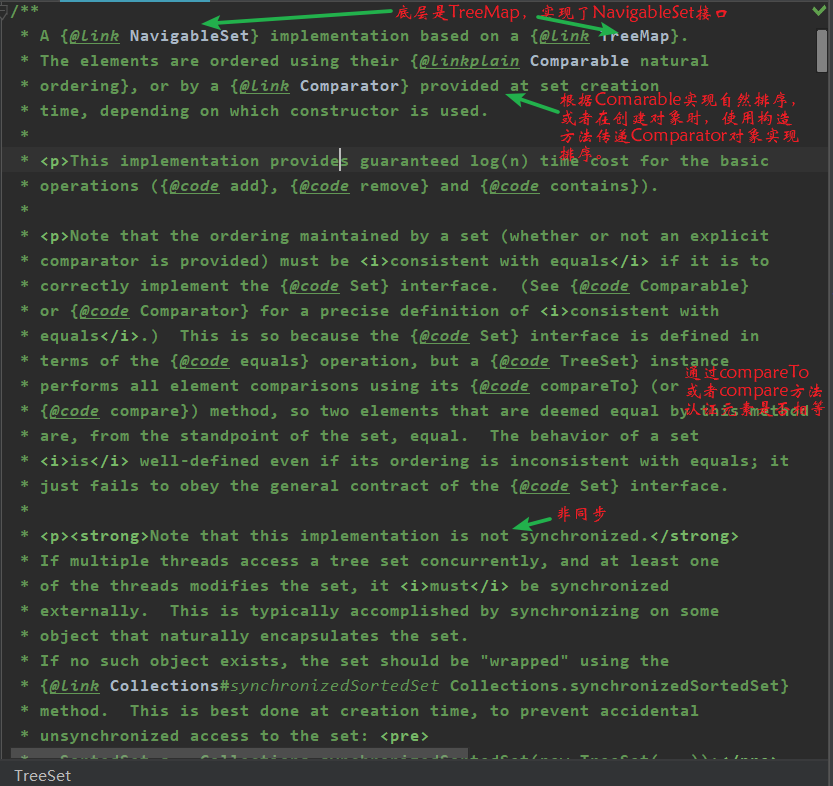 /**
底层是TreeMap，实现了NavigableSet接口
* A {@link NavigableSet} implementation based on a {@link TreeMap}.
* The elements are ordered using their {@linkplain Comparable natural
* ordering}, or by a {@link Comparator} provided at set creation
* time, depending on which constructor is used.
根据Comarable实现自然排序，
或者在创建对象时，使用构造
方法传递Comparator对象实现
排序。
*
* <p>This implementation provides guaranteed log(n) time cost for the basic
* operations ({@code add}, {@code remove} and {@code contains}).
*
* <p>Note that the ordering maintained by a set (whether or not an explicit
* comparator is provided) must be <i>consistent with equals</i> if it is to
* correctly implement the {@code Set} interface.  (See {@code Comparable}
* or {@code Comparator} for a precise definition of <i>consistent with
* equals</i>.)  This is so because the {@code Set} interface is defined in
* terms of the {@code equals} operation, but a {@code TreeSet} instance
* performs all element comparisons using its {@code compareTo} (or
* {@code compare}) method, so two elements that are deemed equal by this method
通过compareTo
或者compare方法
认证元素是否相等
* are, from the standpoint of the set, equal.  The behavior of a set
* <i>is</i> well-defined even if its ordering is inconsistent with equals; it
* just fails to obey the general contract of the {@code Set} interface.
*
非同步
* <p><strong>Note that this implementation is not synchronized.</strong>
* If multiple threads access a tree set concurrently, and at least one
* of the threads modifies the set, it <i>must</i> be synchronized
* externally.  This is typically accomplished by synchronizing on some
* object that naturally encapsulates the set.
* If no such object exists, the set should be "wrapped" using the
* {@link Collections#synchronizedSortedSet Collections.synchronizedSortedSet}
* method.  This is best done at creation time, to prevent accidental
* unsynchronized access to the set: <pre>
TreeSet